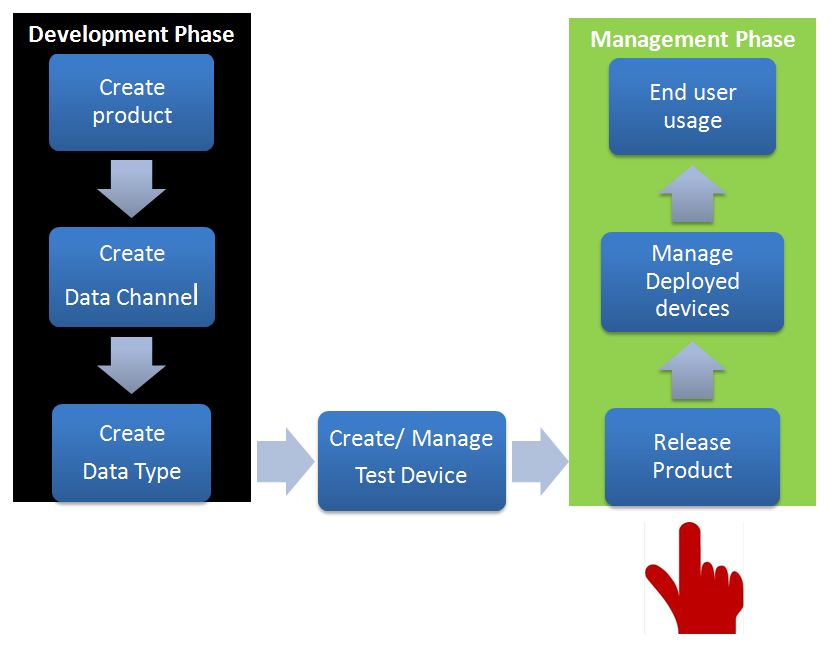 Development Phase
Create
product
Create
Data Channel
Create
Data Type
Create/ Manage
Test Device
Management Phase
End user
usage
Manage
Deployed
devices
Release
Product